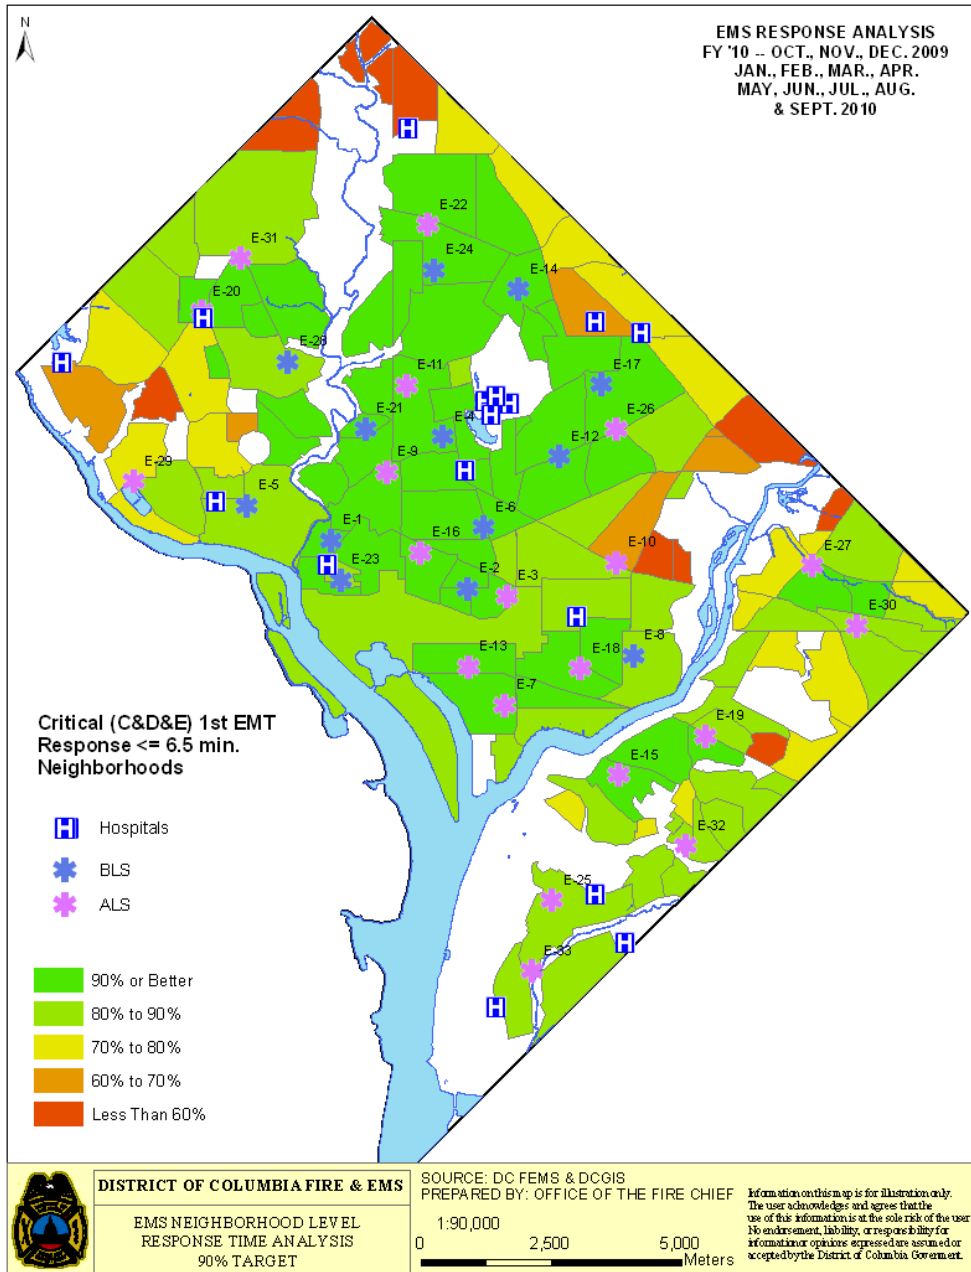 N
EMS RESPONSE ANALYSIS
FY '10 -- OCT., NOV., DEC. 2009
JAN., FEB., MAR., APR.
MAY, JUN., JUL., AUG.
& SEPT. 2010
H
E-22
E-31
E-24
E-14
E-20
H
H
H
E-28
H
E-11
E-17
H
H
H
H
E-21
E-4
E-26
E-12
E-9
H
E-29
H
E-5
E-6
E-1
E-16
E-10
E-27
H
E-23
E-2
E-3
E-30
H
E-13
E-18
E-8
E-7
E-19
Critical (C&D&E) 1st EMT
Response <= 6.5 min.
Neighborhoods
E-15
H Hospitals
E-32
BLS
E-25
H
ALS
H
E-33
H
90% or Better
80% to 90%
70% to 80%
60% to 70%
Less Than 60%
DISTRICT OF COLUMBIA FIRE & EMS
EMS NEIGHBORHOOD LEVEL
RESPONSE TIME ANALYSIS
90% TARGET
SOURCE: DC FEMS & DCGIS
PREPARED BY: OFFICE OF THE FIRE CHIEF
1:90,000
0 2,500 5,000
Meters
Information on this map is for illustration only.
The user acknowledges and agrees that the
use of this information is at the sole risk of the user
No endorsement, liability, or responsibility for
information or opinions expressed are assumed or
accepted by the District of Columbia Government.